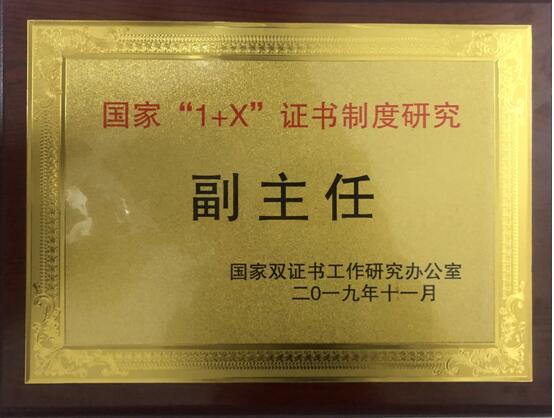 国家“1+X”证书制度研究
副主任
国家双证书工作研究办公室
二0一九年十一月